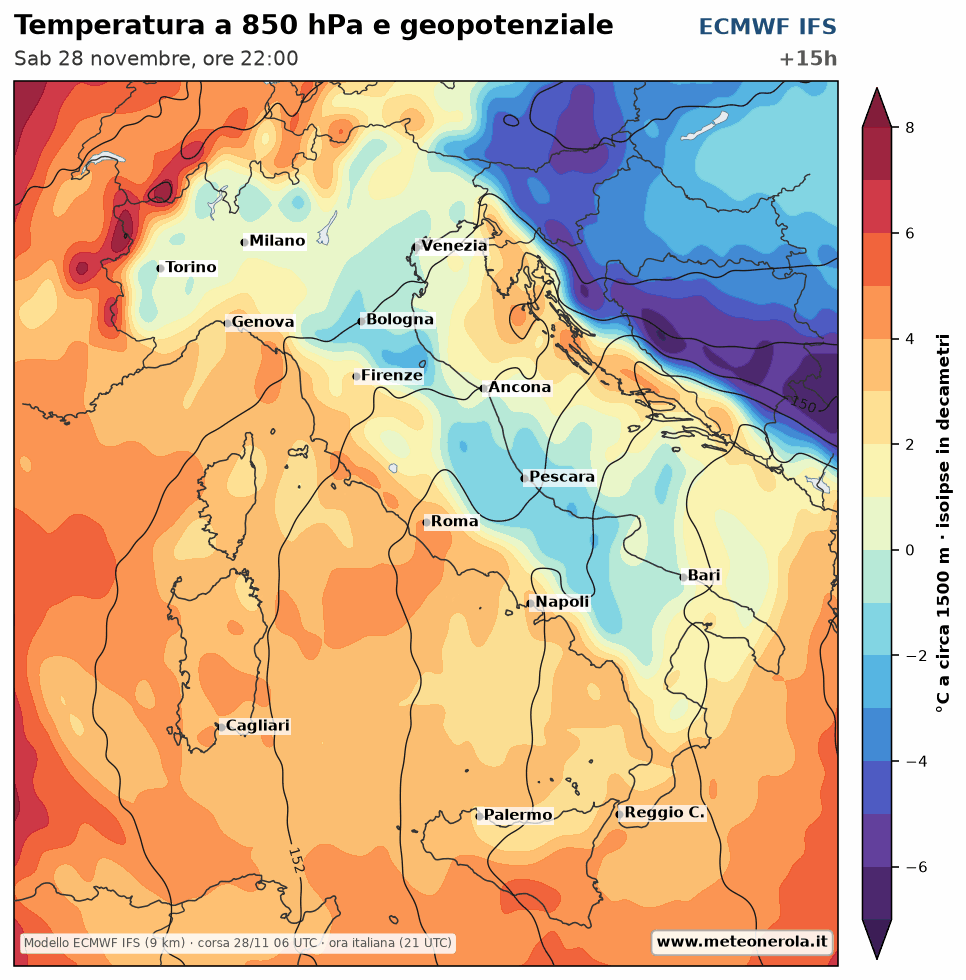 Temperatura a 850 hPa e geopotenziale
ECMWF IFS
Sab 28 novembre, ore 22:00
+15h
Milano
Venezia
Torino
Genova
Bologna
Firenze
Ancona
150
Pescara
Roma
Bari
Napoli
Cagliari
Palermo
Reggio C.
152
Modello ECMWF IFS (9 km) · corsa 28/11 06 UTC · ora italiana (21 UTC)
www.meteonerola.it
8
6
4
2
0
−2
−4
−6
°C a circa 1500 m · isoipse in decametri